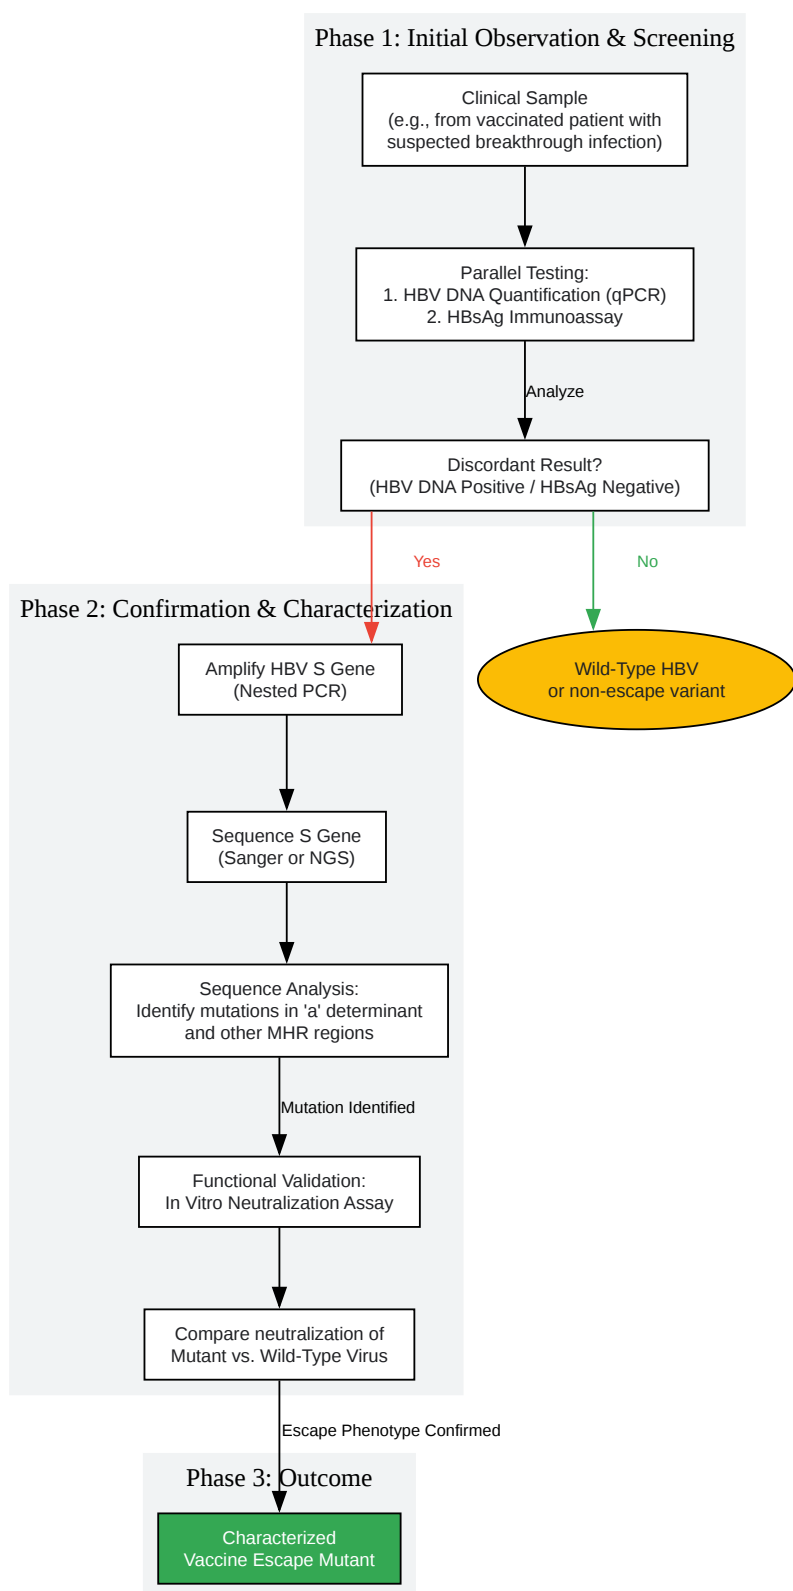 Phase 1: Initial Observation & Screening
Clinical Sample
(e.g., from vaccinated patient with
suspected breakthrough infection)
Parallel Testing:
1. HBV DNA Quantification (qPCR)
2. HBsAg Immunoassay
Analyze
Discordant Result?
(HBV DNA Positive / HBsAg Negative)
Yes
No
Phase 2: Confirmation & Characterization
Amplify HBV S Gene
(Nested PCR)
Wild-Type HBV
or non-escape variant
Sequence S Gene
(Sanger or NGS)
Sequence Analysis:
Identify mutations in 'a' determinant
and other MHR regions
Mutation Identified
Functional Validation:
In Vitro Neutralization Assay
Compare neutralization of
Mutant vs. Wild-Type Virus
Escape Phenotype Confirmed
Phase 3: Outcome
Characterized
Vaccine Escape Mutant